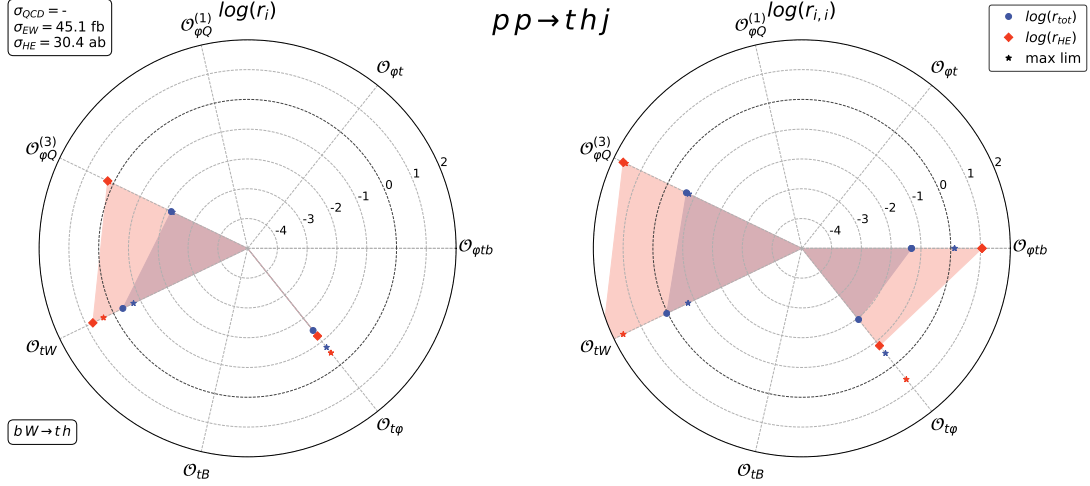 σ_QCD = -
σ_EW = 45.1 fb
σ_HE = 30.4 ab
log(r_i)
p p → t h j
log(r_{i,i})
log(r_tot)
log(r_HE)
max lim
𝒪_φQ^(1)
𝒪_φt
𝒪_φQ^(3)
𝒪_φtb
𝒪_tW
𝒪_tφ
𝒪_tB
-4
-3
-2
-1
0
1
2
𝒪_φQ^(1)
𝒪_φt
𝒪_φQ^(3)
𝒪_φtb
𝒪_tW
𝒪_tφ
𝒪_tB
-4
-3
-2
-1
0
1
2
b W → t h